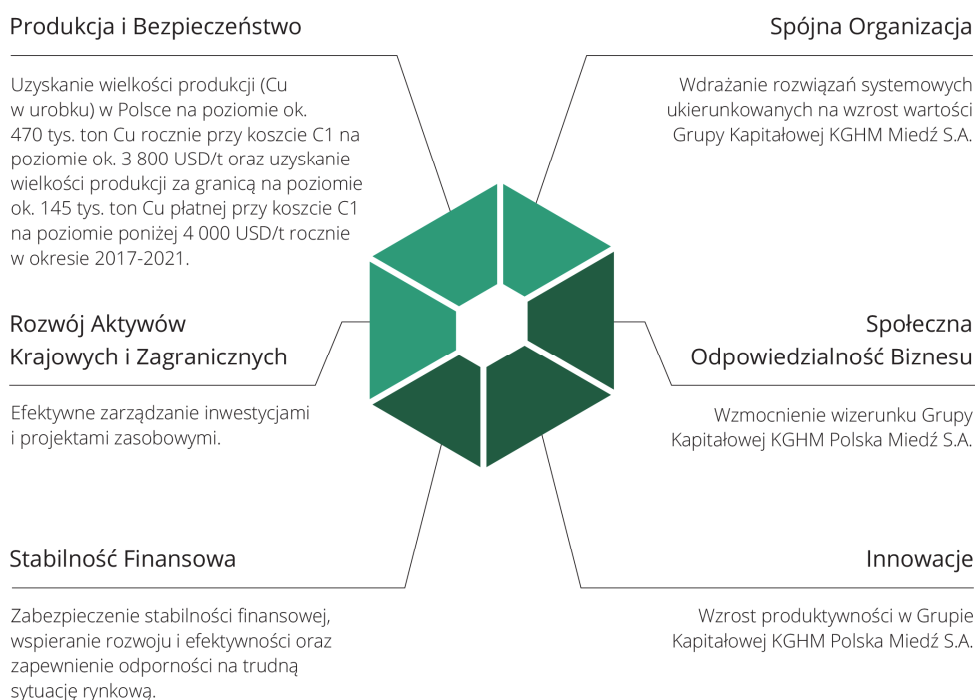 Produkcja i Bezpieczeństwo
Uzyskanie wielkości produkcji (Cu
w urobku) w Polsce na poziomie ok.
470 tys. ton Cu rocznie przy koszcie C1 na
poziomie ok. 3 800 USD/t oraz uzyskanie
wielkości produkcji za granicą na poziomie
ok. 145 tys. ton Cu płatnej przy koszcie C1
na poziomie poniżej 4 000 USD/t rocznie
w okresie 2017-2021.
Spójna Organizacja
Wdrażanie rozwiązań systemowych
ukierunkowanych na wzrost wartości
Grupy Kapitałowej KGHM Miedź S.A.
Rozwój Aktywów
Krajowych i Zagranicznych
Efektywne zarządzanie inwestycjami
i projektami zasobowymi.
Społeczna
Odpowiedzialność Biznesu
Wzmocnienie wizerunku Grupy
Kapitałowej KGHM Polska Miedź S.A.
Stabilność Finansowa
Zabezpieczenie stabilności finansowej,
wspieranie rozwoju i efektywności oraz
zapewnienie odporności na trudną
sytuację rynkową.
Innowacje
Wzrost produktywności w Grupie
Kapitałowej KGHM Polska Miedź S.A.